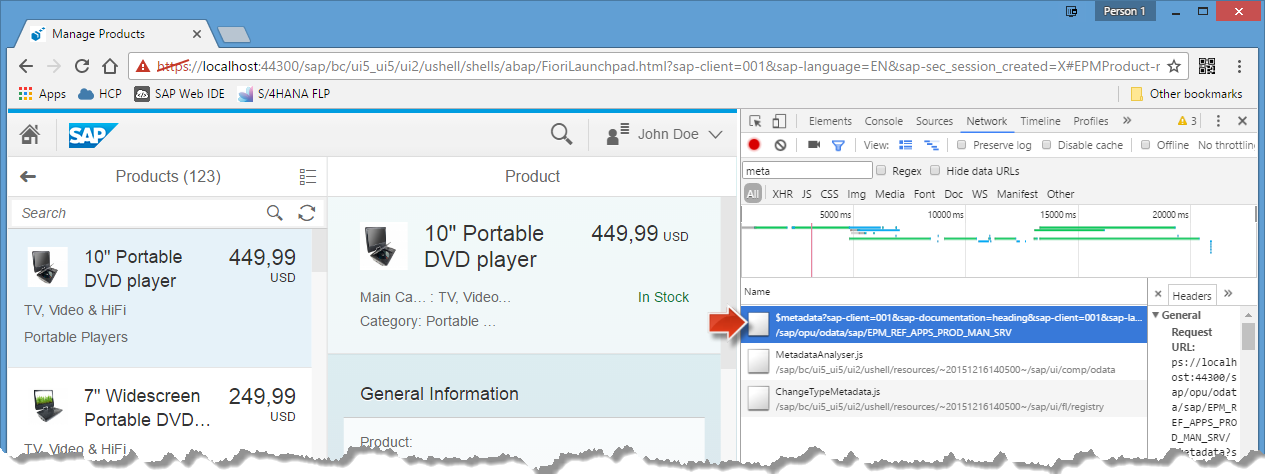 Person 1
Manage Products
https://localhost:44300/sap/bc/ui5_ui5/ui2/ushell/shells/abap/FioriLaunchpad.html?sap-client=001&sap-language=EN&sap-sec_session_created=X#EPMProduct-
Apps HCP SAP Web IDE S/4HANA FLP Other bookmarks
SAP John Doe
Products (123)
Search
10" Portable DVD player
449,99
USD
TV, Video & HiFi
Portable Players
7" Widescreen Portable DVD...
249,99
USD
TV, Video & HiFi
Product
10" Portable
DVD player
449,99 USD
Main Ca... : TV, Video...
In Stock
Category: Portable ...
General Information
Product:
Elements Console Sources Network Timeline Profiles » 3
View: Preserve log Disable cache Offline No throttlin
meta Regex Hide data URLs
All XHR JS CSS Img Media Font Doc WS Manifest Other
5000 ms 10000 ms 15000 ms 20000 ms
Name
$metadata?sap-client=001&sap-documentation=heading&sap-client=001&sap-la...
/sap/opu/odata/sap/EPM_REF_APPS_PROD_MAN_SRV
MetadataAnalyser.js
/sap/bc/ui5_ui5/ui2/ushell/resources/~20151216140500~/sap/ui/comp/odata
ChangeTypeMetadata.js
/sap/bc/ui5_ui5/ui2/ushell/resources/~20151216140500~/sap/ui/fl/registry
× Headers »
General
Request
URL:
ps://localh
ost:44300/s
ap/opu/odat
a/sap/EPM_R
EF_APPS_PRO
D_MAN_SRV/
$metadata?s